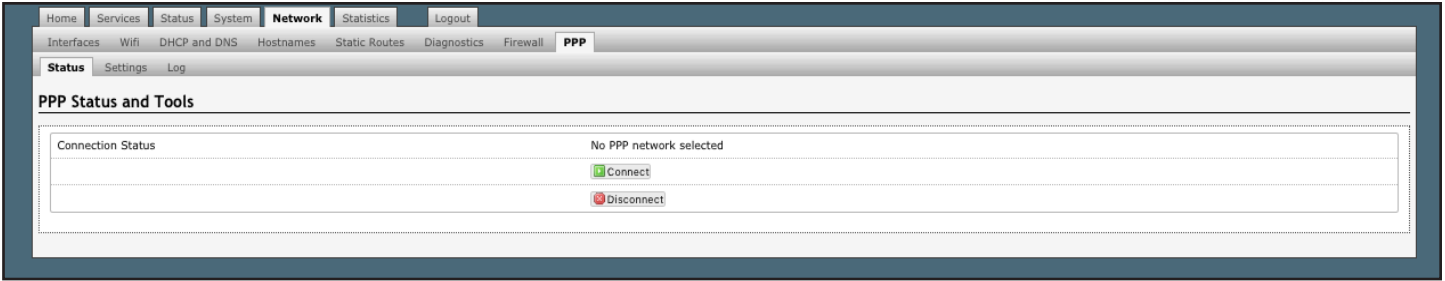 Home Services Status System Network Statistics Logout
Interfaces Wifi DHCP and DNS Hostnames Static Routes Diagnostics Firewall PPP
Status Settings Log
PPP Status and Tools
Connection Status No PPP network selected
Connect
Disconnect